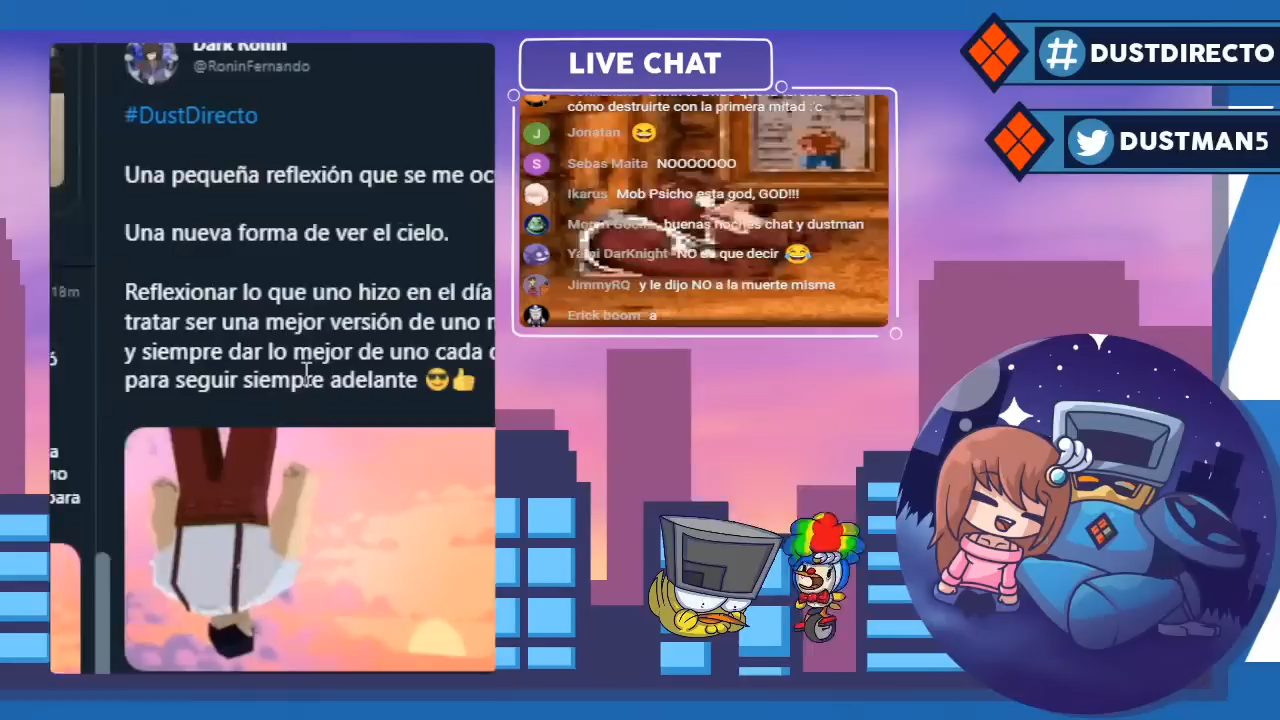 Dark Ronin
@RoninFernando
#DustDirecto
Una pequeña reflexión que se me oc
Una nueva forma de ver el cielo.
Reflexionar lo que uno hizo en el día
tratar ser una mejor versión de uno
y siempre dar lo mejor de uno cada
para seguir siempre adelante 😎👍
18m
para
LIVE CHAT
cómo destruirte con la primera mitad :'c
Jonatan 😆
Sebas Maita NOOOOOOO
Ikarus Mob Psicho esta god, GOD!!!
buenas noches chat y dustman
Yami DarkKnight NO se que decir 😂
JimmyRQ y le dijo NO a la muerte misma
Erick boom a
# DUSTDIRECTO
DUSTMAN5